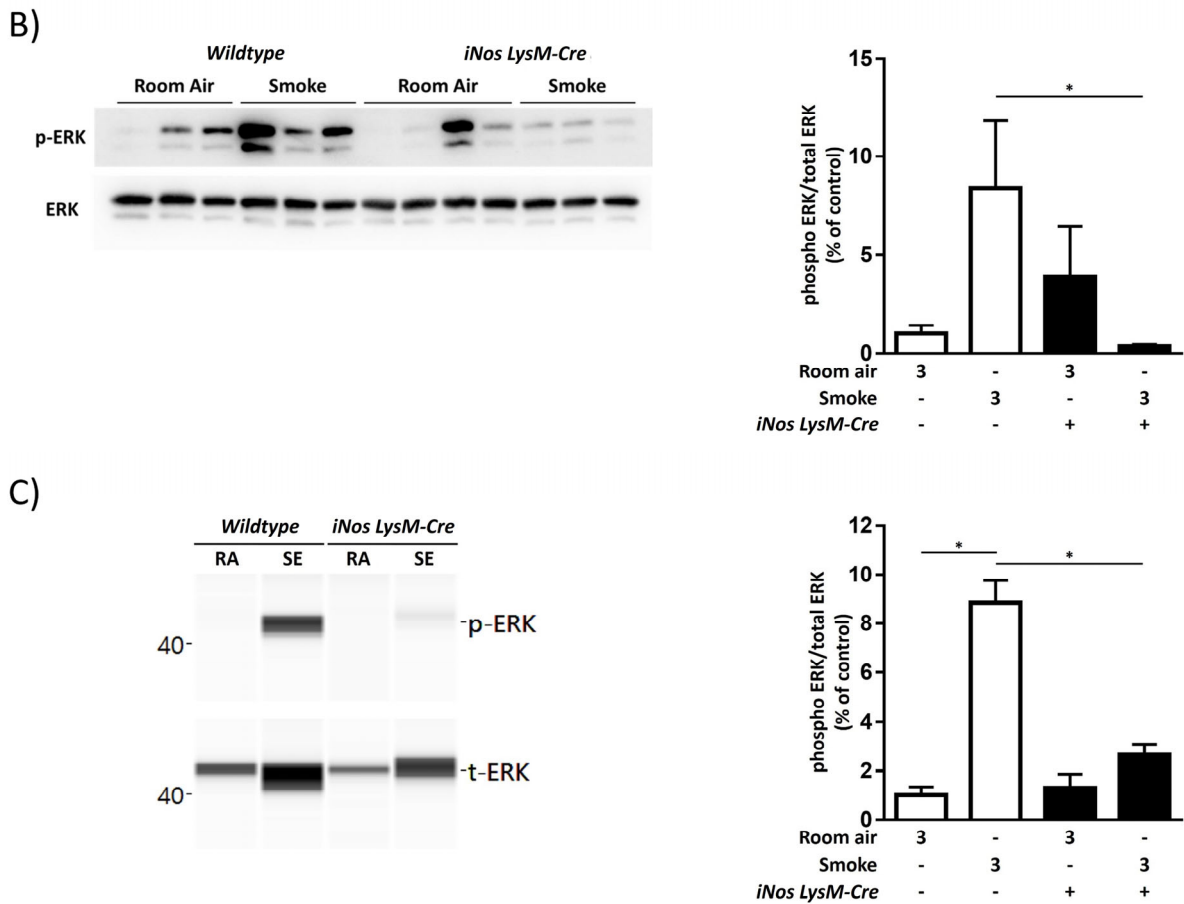 B)
Wildtype iNos LysM-Cre
Room Air Smoke Room Air Smoke
p-ERK
ERK
15
10
5
0
phospho ERK/total ERK
(% of control)
*
Room air 3 - 3 -
Smoke - 3 - 3
iNos LysM-Cre - - + +
C)
Wildtype iNos LysM-Cre
RA SE RA SE
40-
-p-ERK
40-
-t-ERK
12
10
8
6
4
2
0
phospho ERK/total ERK
(% of control)
* *
Room air 3 - 3 -
Smoke - 3 - 3
iNos LysM-Cre - - + +